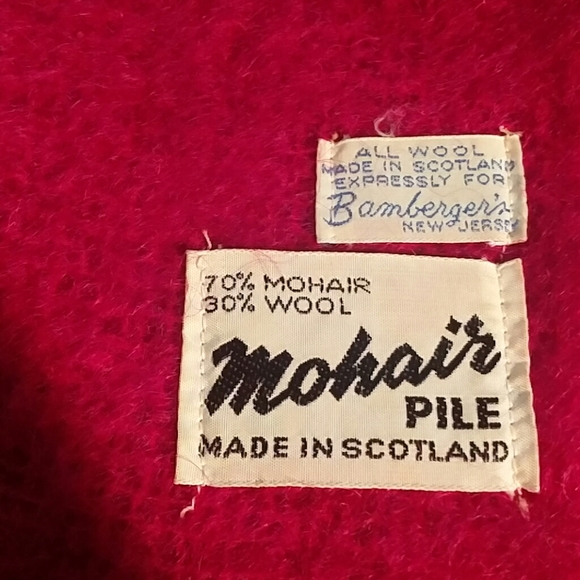 ALL WOOL
MADE IN SCOTLAND
EXPRESSLY FOR
Bamberger's
NEW JERSEY
70% MOHAIR
30% WOOL
Mohair
PILE
MADE IN SCOTLAND